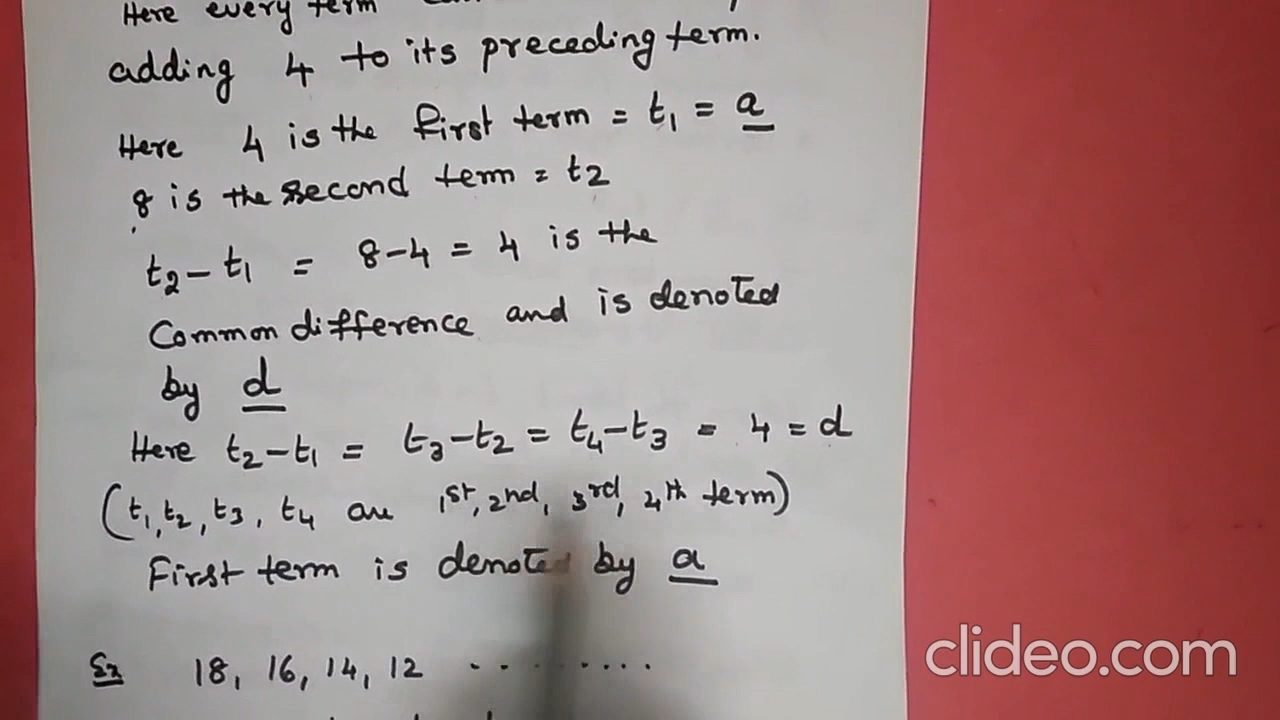 Here every term
adding 4 to its preceding term.
Here 4 is the first term = t₁ = a
8 is the second term = t2
t₂-t₁ = 8-4 = 4 is the
Common difference and is denoted
by d
Here t₂-t₁ = t₃-t₂ = t₄-t₃ = 4 = d
(t₁, t₂, t₃, t₄ are 1st, 2nd, 3rd, 4th term)
First term is denoted by a
Ex 18, 16, 14, 12 .........
clideo.com